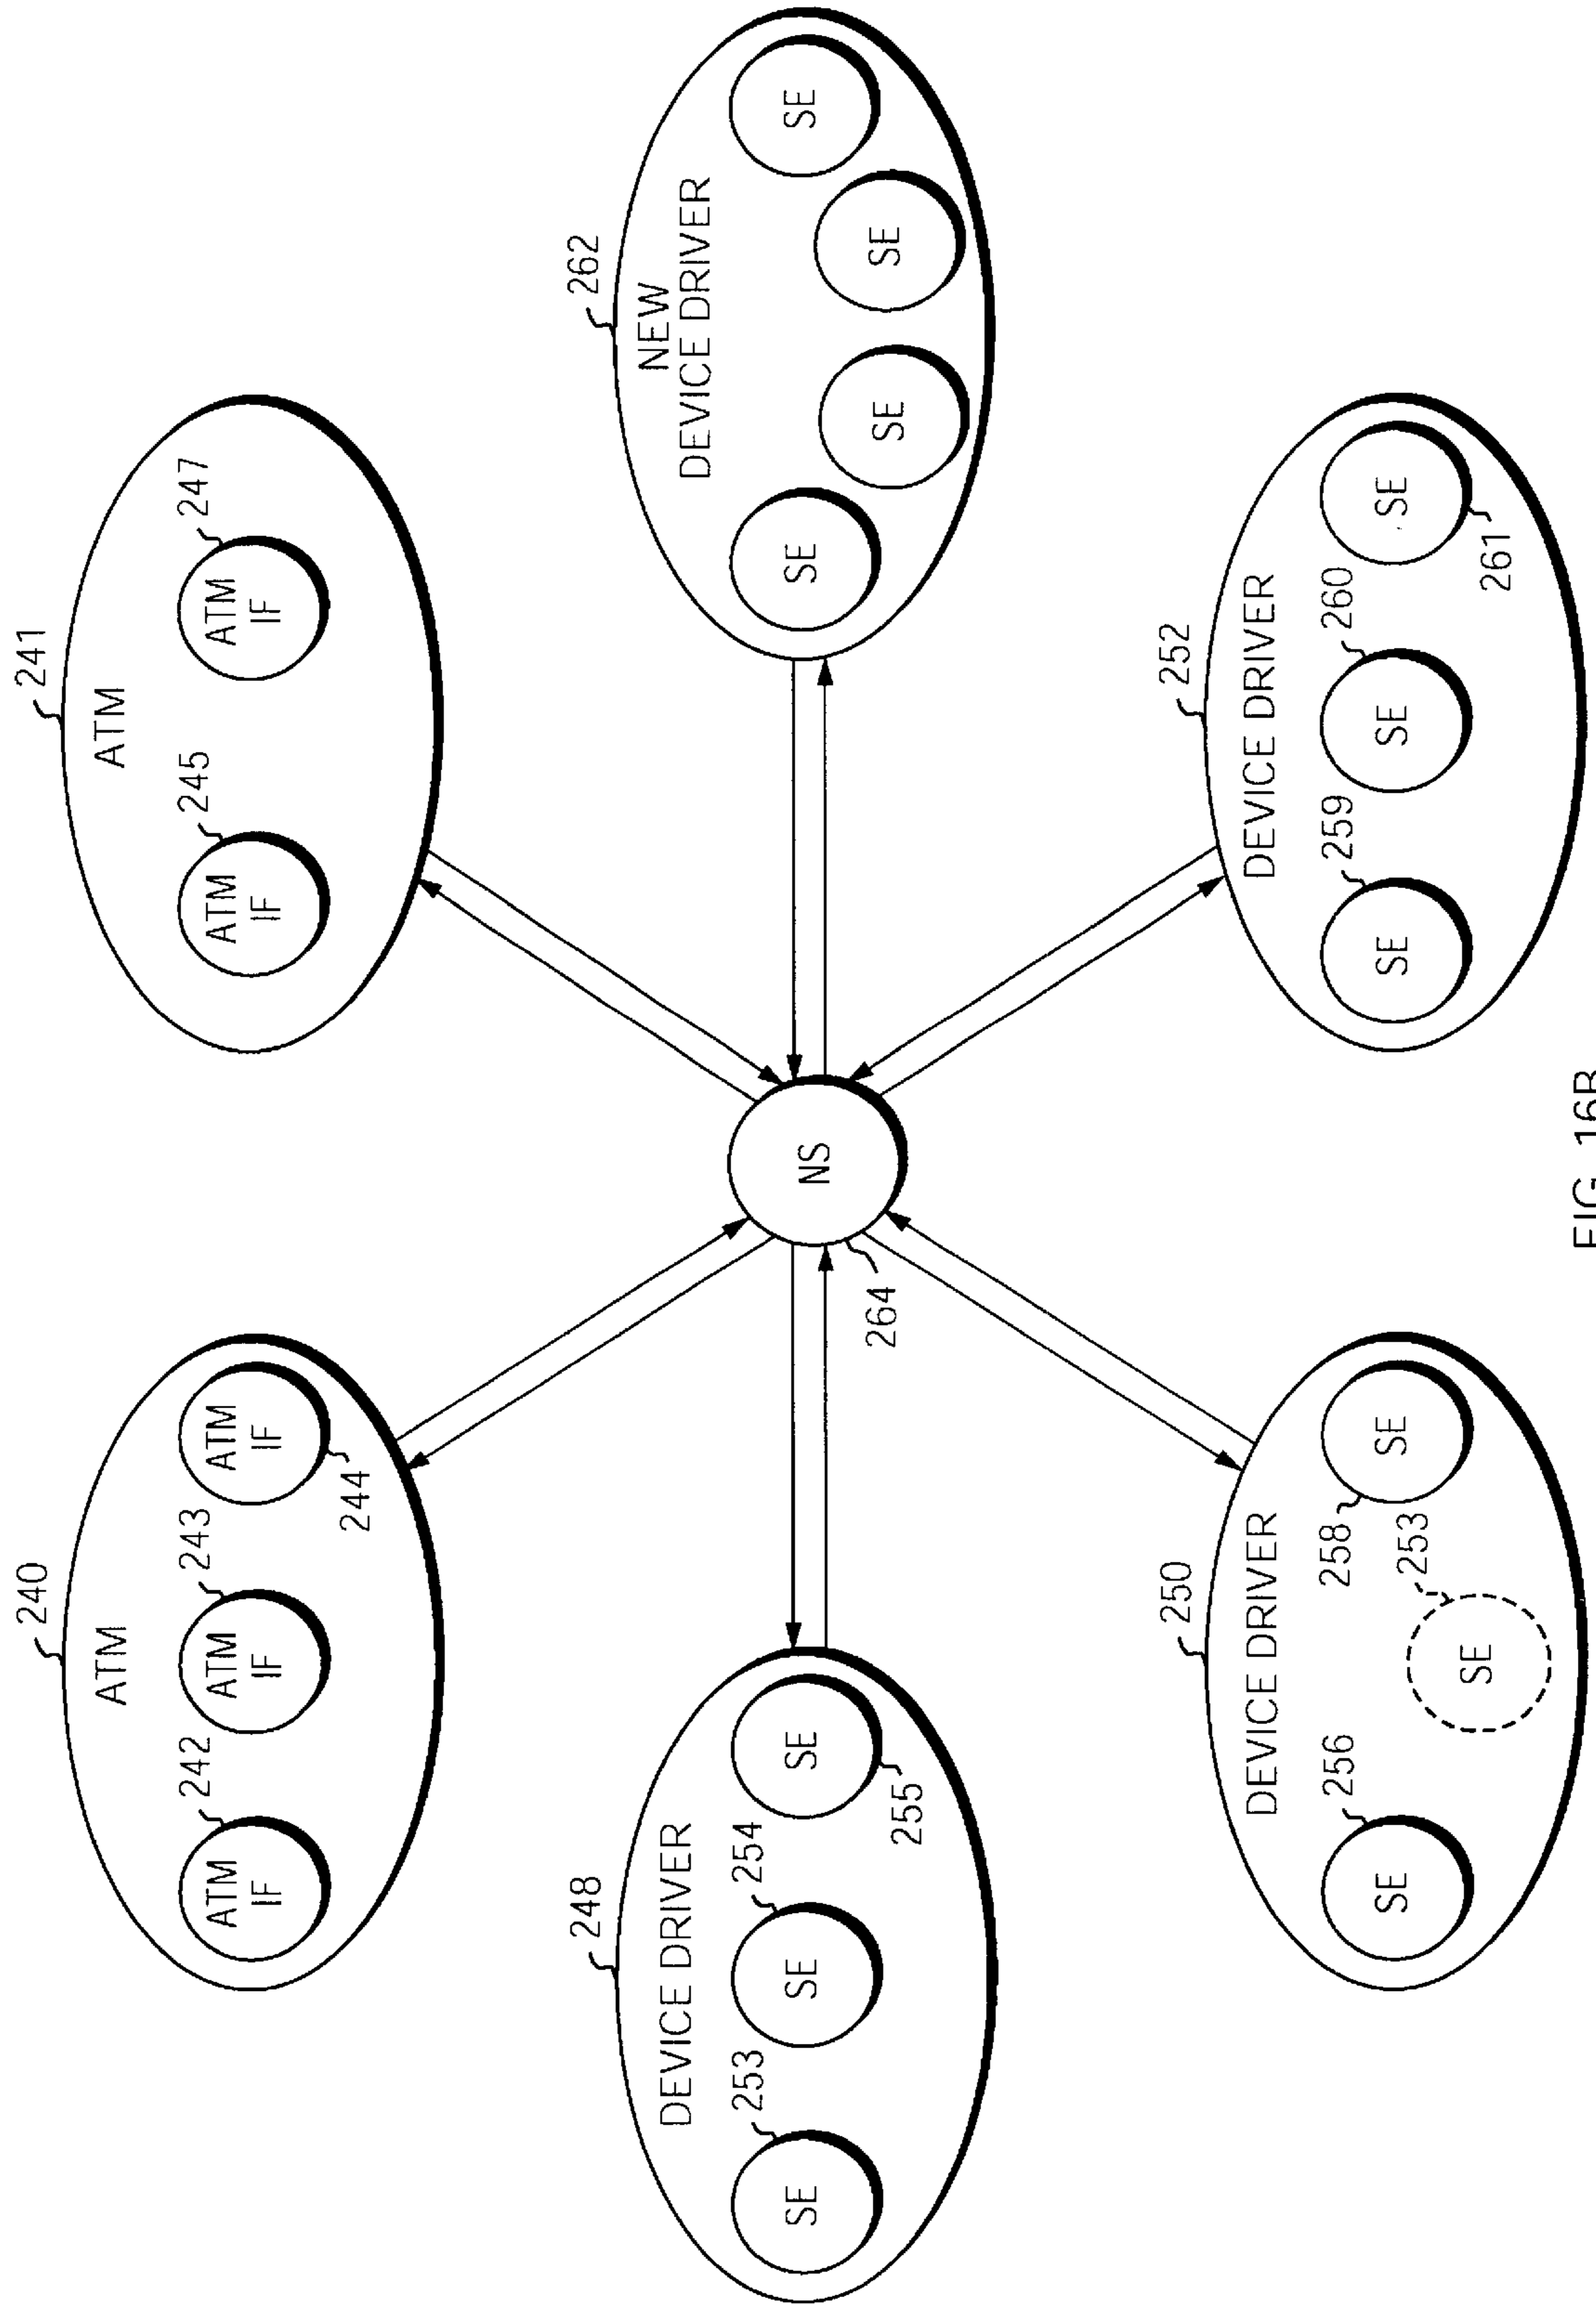 240
ATM
242
243
ATM
IF
ATM
IF
ATM
IF
244
241
ATM
245
247
ATM
IF
ATM
IF
248
DEVICE DRIVER
253
254
SE
SE
SE
255
NS
264
262
NEW
DEVICE DRIVER
SE
SE
SE
SE
250
DEVICE DRIVER
256
258
SE
SE
253
SE
252
DEVICE DRIVER
259
260
SE
SE
SE
261
FIG. 16B